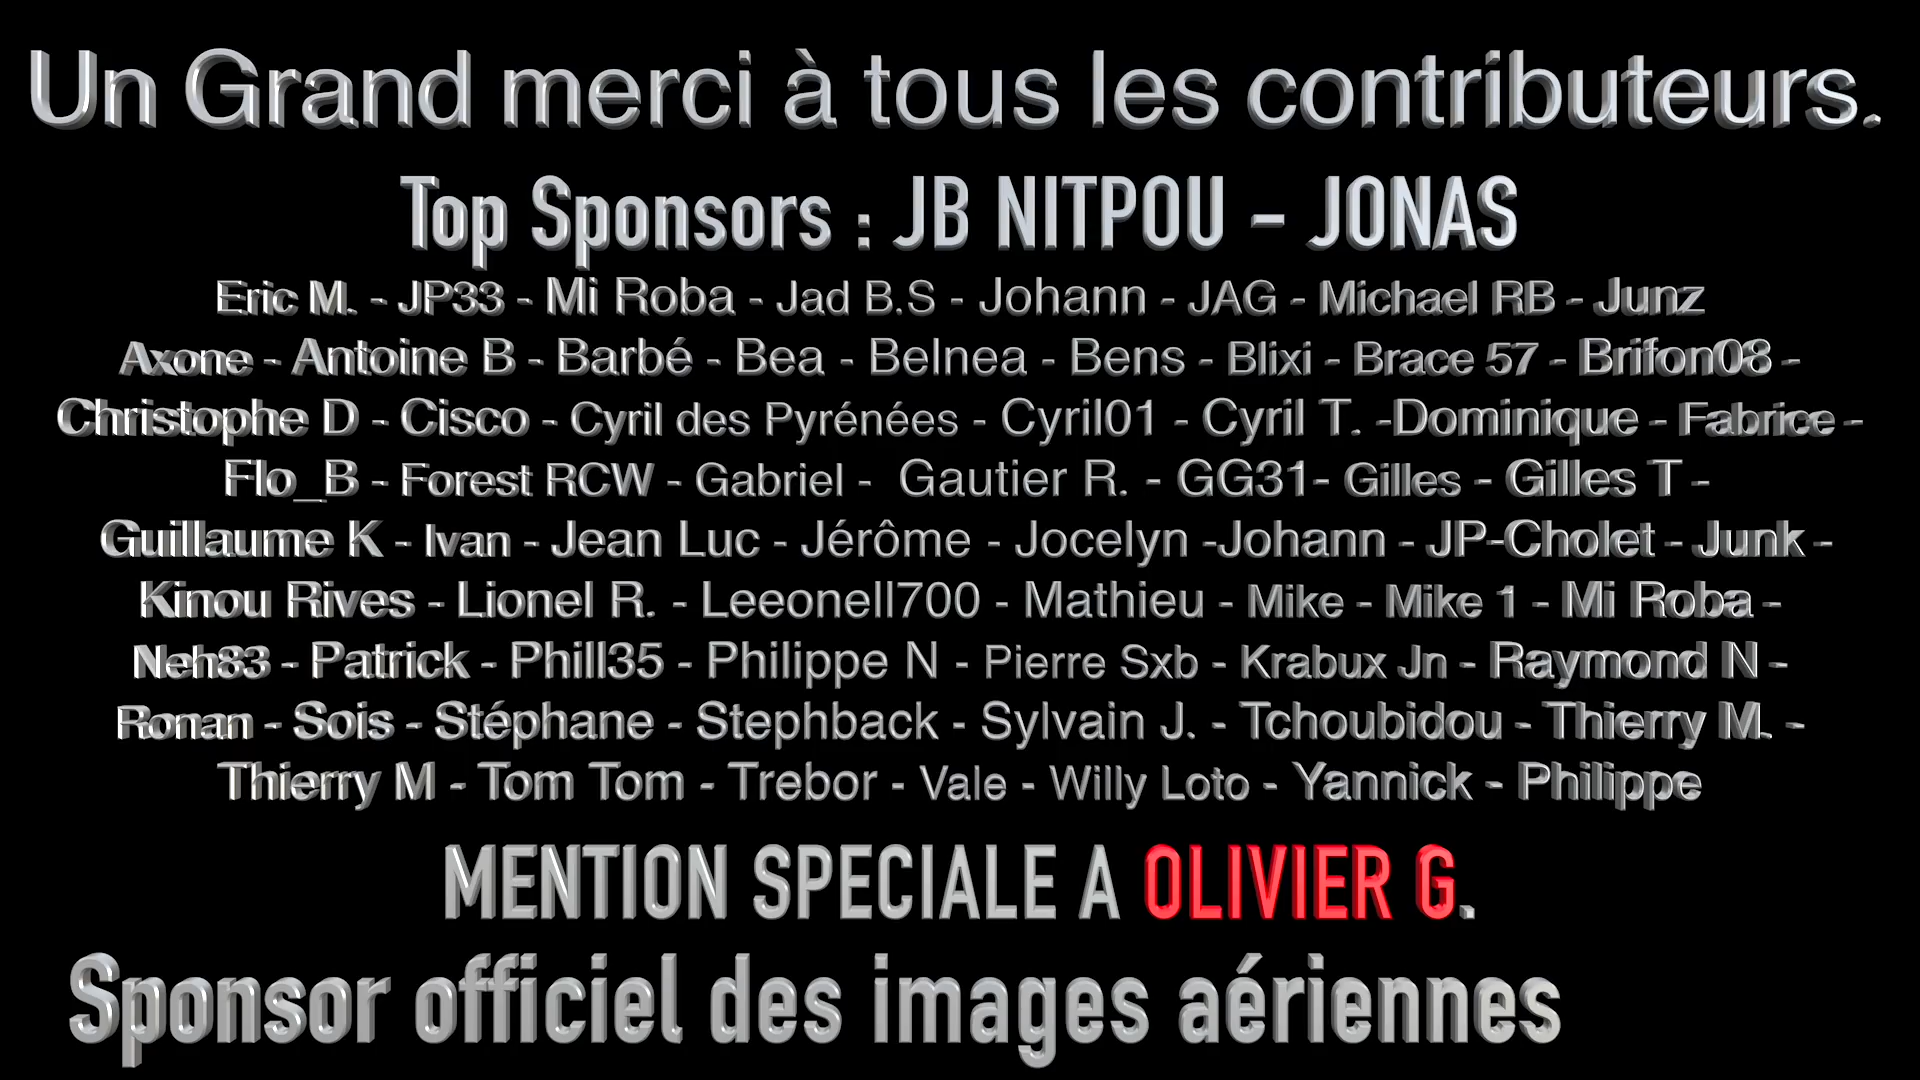 Un Grand merci à tous les contributeurs.
Top Sponsors : JB NITPOU - JONAS
Eric M. - JP33 - Mi Roba - Jad B.S - Johann - JAG - Michael RB - Junz
Axone - Antoine B - Barbé - Bea - Belnea - Bens - Blixi - Brace 57 - Brifon08 -
Christophe D - Cisco - Cyril des Pyrénées - Cyril01 - Cyril T. -Dominique - Fabrice -
Flo_B - Forest RCW - Gabriel - Gautier R. - GG31- Gilles - Gilles T -
Guillaume K - Ivan - Jean Luc - Jérôme - Jocelyn -Johann - JP-Cholet - Junk -
Kinou Rives - Lionel R. - Leeonell700 - Mathieu - Mike - Mike 1 - Mi Roba -
Neh83 - Patrick - Phill35 - Philippe N - Pierre Sxb - Krabux Jn - Raymond N -
Ronan - Sois - Stéphane - Stephback - Sylvain J. - Tchoubidou - Thierry M. -
Thierry M - Tom Tom - Trebor - Vale - Willy Loto - Yannick - Philippe
MENTION SPECIALE A OLIVIER G.
Sponsor officiel des images aériennes